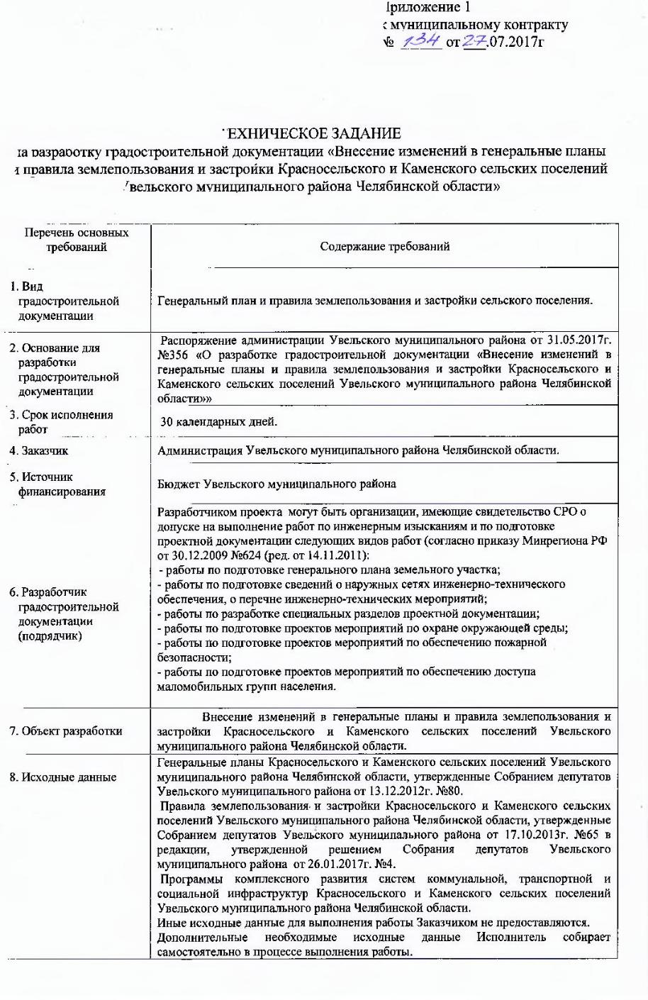 Приложение 1
к муниципальному контракту
№ 134 от 27.07.2017г
ТЕХНИЧЕСКОЕ ЗАДАНИЕ
на разработку градостроительной документации «Внесение изменений в генеральные планы
и правила землепользования и застройки Красносельского и Каменского сельских поселений
Увельского муниципального района Челябинской области»
Перечень основных
требований
Содержание требований
1. Вид
градостроительной
документации
Генеральный план и правила землепользования и застройки сельского поселения.
2. Основание для
разработки
градостроительной
документации
Распоряжение администрации Увельского муниципального района от 31.05.2017г.
№356 «О разработке градостроительной документации «Внесение изменений в
генеральные планы и правила землепользования и застройки Красносельского и
Каменского сельских поселений Увельского муниципального района Челябинской
области»»
3. Срок исполнения
работ
30 календарных дней.
4. Заказчик
Администрация Увельского муниципального района Челябинской области.
5. Источник
финансирования
Бюджет Увельского муниципального района
6. Разработчик
градостроительной
документации
(подрядчик)
Разработчиком проекта могут быть организации, имеющие свидетельство СРО о
допуске на выполнение работ по инженерным изысканиям и по подготовке
проектной документации следующих видов работ (согласно приказу Минрегиона РФ
от 30.12.2009 №624 (ред. от 14.11.2011):
- работы по подготовке генерального плана земельного участка;
- работы по подготовке сведений о наружных сетях инженерно-технического
обеспечения, о перечне инженерно-технических мероприятий;
- работы по разработке специальных разделов проектной документации;
- работы по подготовке проектов мероприятий по охране окружающей среды;
- работы по подготовке проектов мероприятий по обеспечению пожарной
безопасности;
- работы по подготовке проектов мероприятий по обеспечению доступа
маломобильных групп населения.
7. Объект разработки
Внесение изменений в генеральные планы и правила землепользования и
застройки Красносельского и Каменского сельских поселений Увельского
муниципального района Челябинской области.
8. Исходные данные
Генеральные планы Красносельского и Каменского сельских поселений Увельского
муниципального района Челябинской области, утвержденные Собранием депутатов
Увельского муниципального района от 13.12.2012г. №80.
Правила землепользования и застройки Красносельского и Каменского сельских
поселений Увельского муниципального района Челябинской области, утвержденные
Собранием депутатов Увельского муниципального района от 17.10.2013г. №65 в
редакции, утвержденной решением Собрания депутатов Увельского
муниципального района от 26.01.2017г. №4.
Программы комплексного развития систем коммунальной, транспортной и
социальной инфраструктур Красносельского и Каменского сельских поселений
Увельского муниципального района Челябинской области.
Иные исходные данные для выполнения работы Заказчиком не предоставляются.
Дополнительные необходимые исходные данные Исполнитель собирает
самостоятельно в процессе выполнения работы.